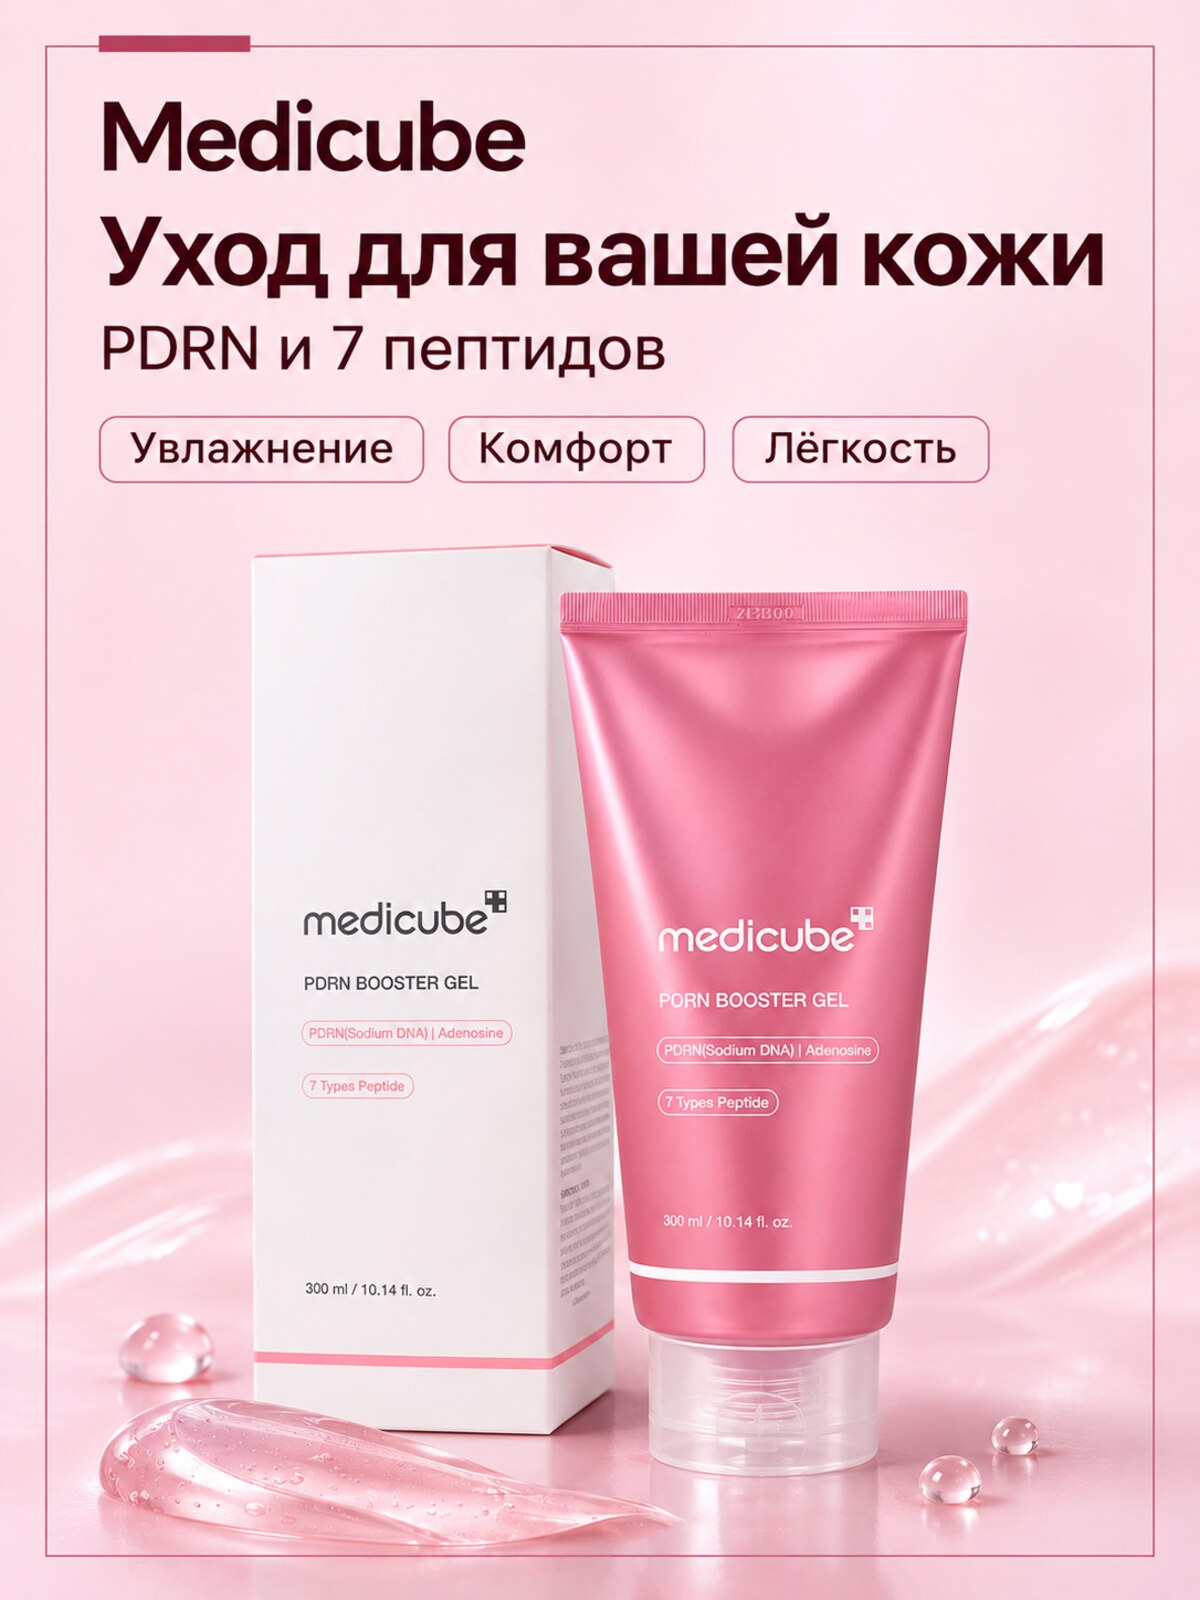 Medicube
Уход для вашей кожи
PDRN и 7 пептидов
Увлажнение
Комфорт
Лёгкость
medicube
PDRN BOOSTER GEL
PDRN(Sodium DNA) | Adenosine
7 Types Peptide
300 ml / 10.14 fl. oz.
medicube
PORN BOOSTER GEL
PDRN(Sodium DNA) | Adenosine
7 Types Peptide
300 ml / 10.14 fl. oz.